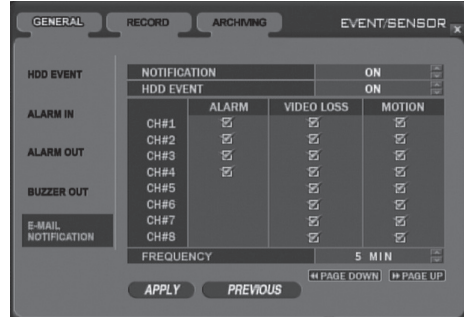 GENERAL RECORD ARCHIVING EVENT/SENSOR X
HDD EVENT
ALARM IN
ALARM OUT
BUZZER OUT
E-MAIL
NOTIFICATION
NOTIFICATION ON
HDD EVENT ON
ALARM VIDEO LOSS MOTION
CH#1
CH#2
CH#3
CH#4
CH#5
CH#6
CH#7
CH#8
FREQUENCY 5 MIN
PAGE DOWN PAGE UP
APPLY PREVIOUS